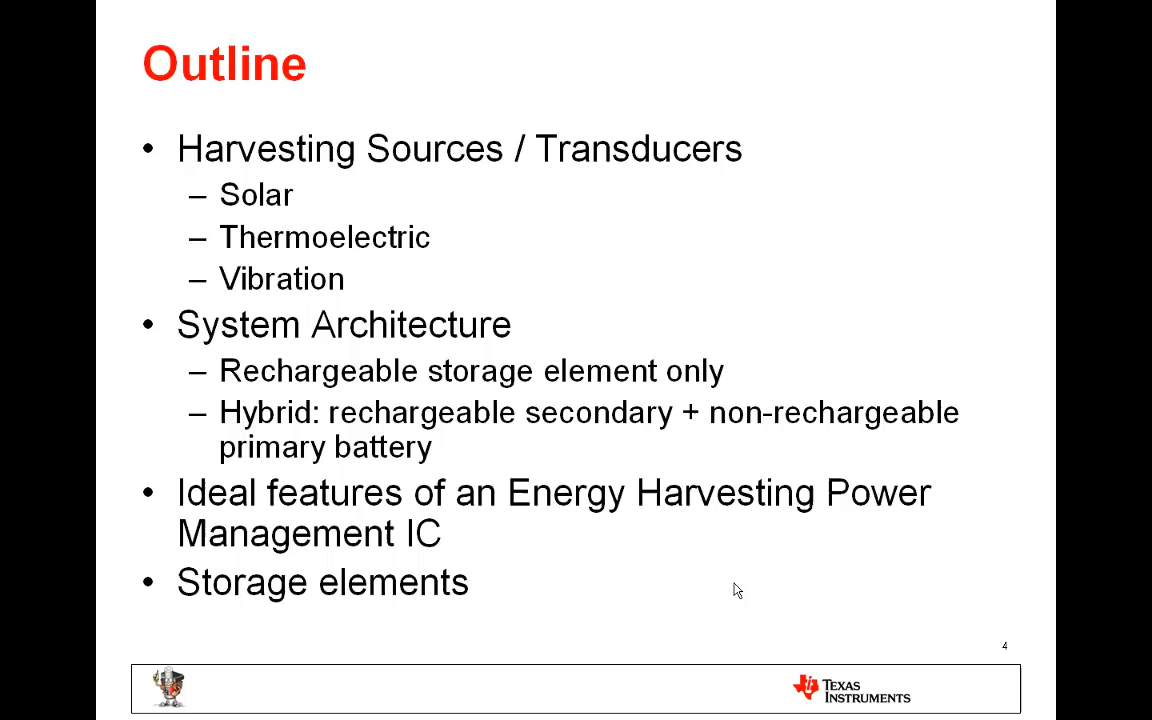 Outline
• Harvesting Sources / Transducers
– Solar
– Thermoelectric
– Vibration
• System Architecture
– Rechargeable storage element only
– Hybrid: rechargeable secondary + non-rechargeable
primary battery
• Ideal features of an Energy Harvesting Power
Management IC
• Storage elements
4
TEXAS
INSTRUMENTS